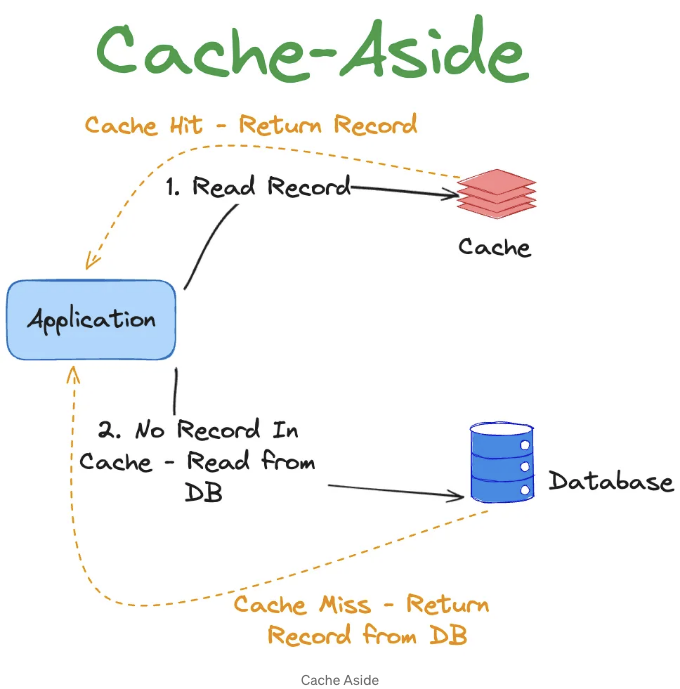 Cache-Aside
Cache Hit - Return Record
1. Read Record
Cache
Application
2. No Record In
Cache - Read from
DB
Database
Cache Miss - Return
Record from DB
Cache Aside